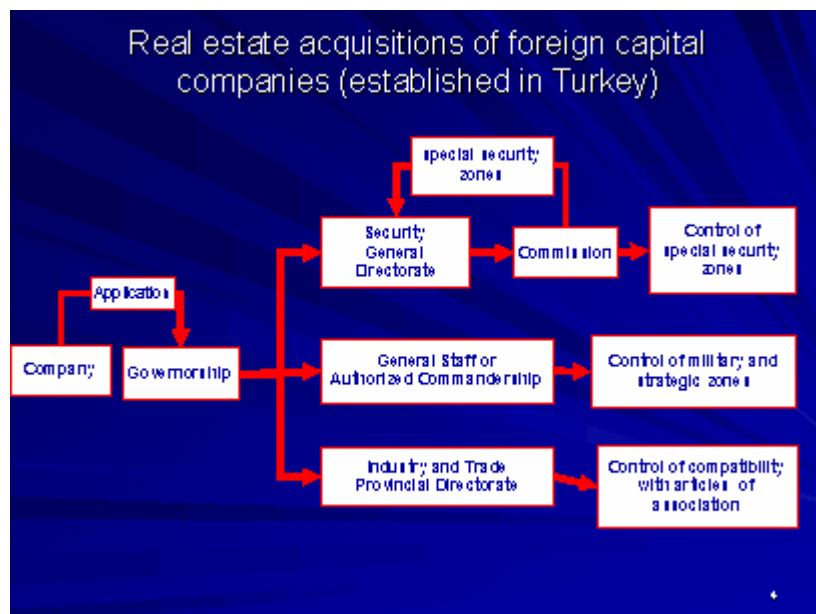 Real estate acquisitions of foreign capital
companies (established in Turkey)
special security
zones
Security
General
Directorate
Commission
Control of
special security
zones
Application
Company
Governorship
General Staff or
Authorized Commandership
Control of military and
strategic zones
Industry and Trade
Provincial Directorate
Control of compatibility
with articles of
association